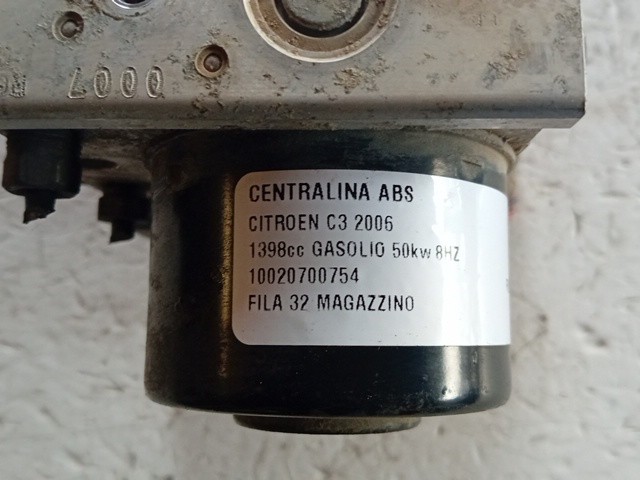 0007
CENTRALINA ABS
CITROEN C3 2006
1398cc GASOLIO 50kw 8HZ
10020700754
FILA 32 MAGAZZINO